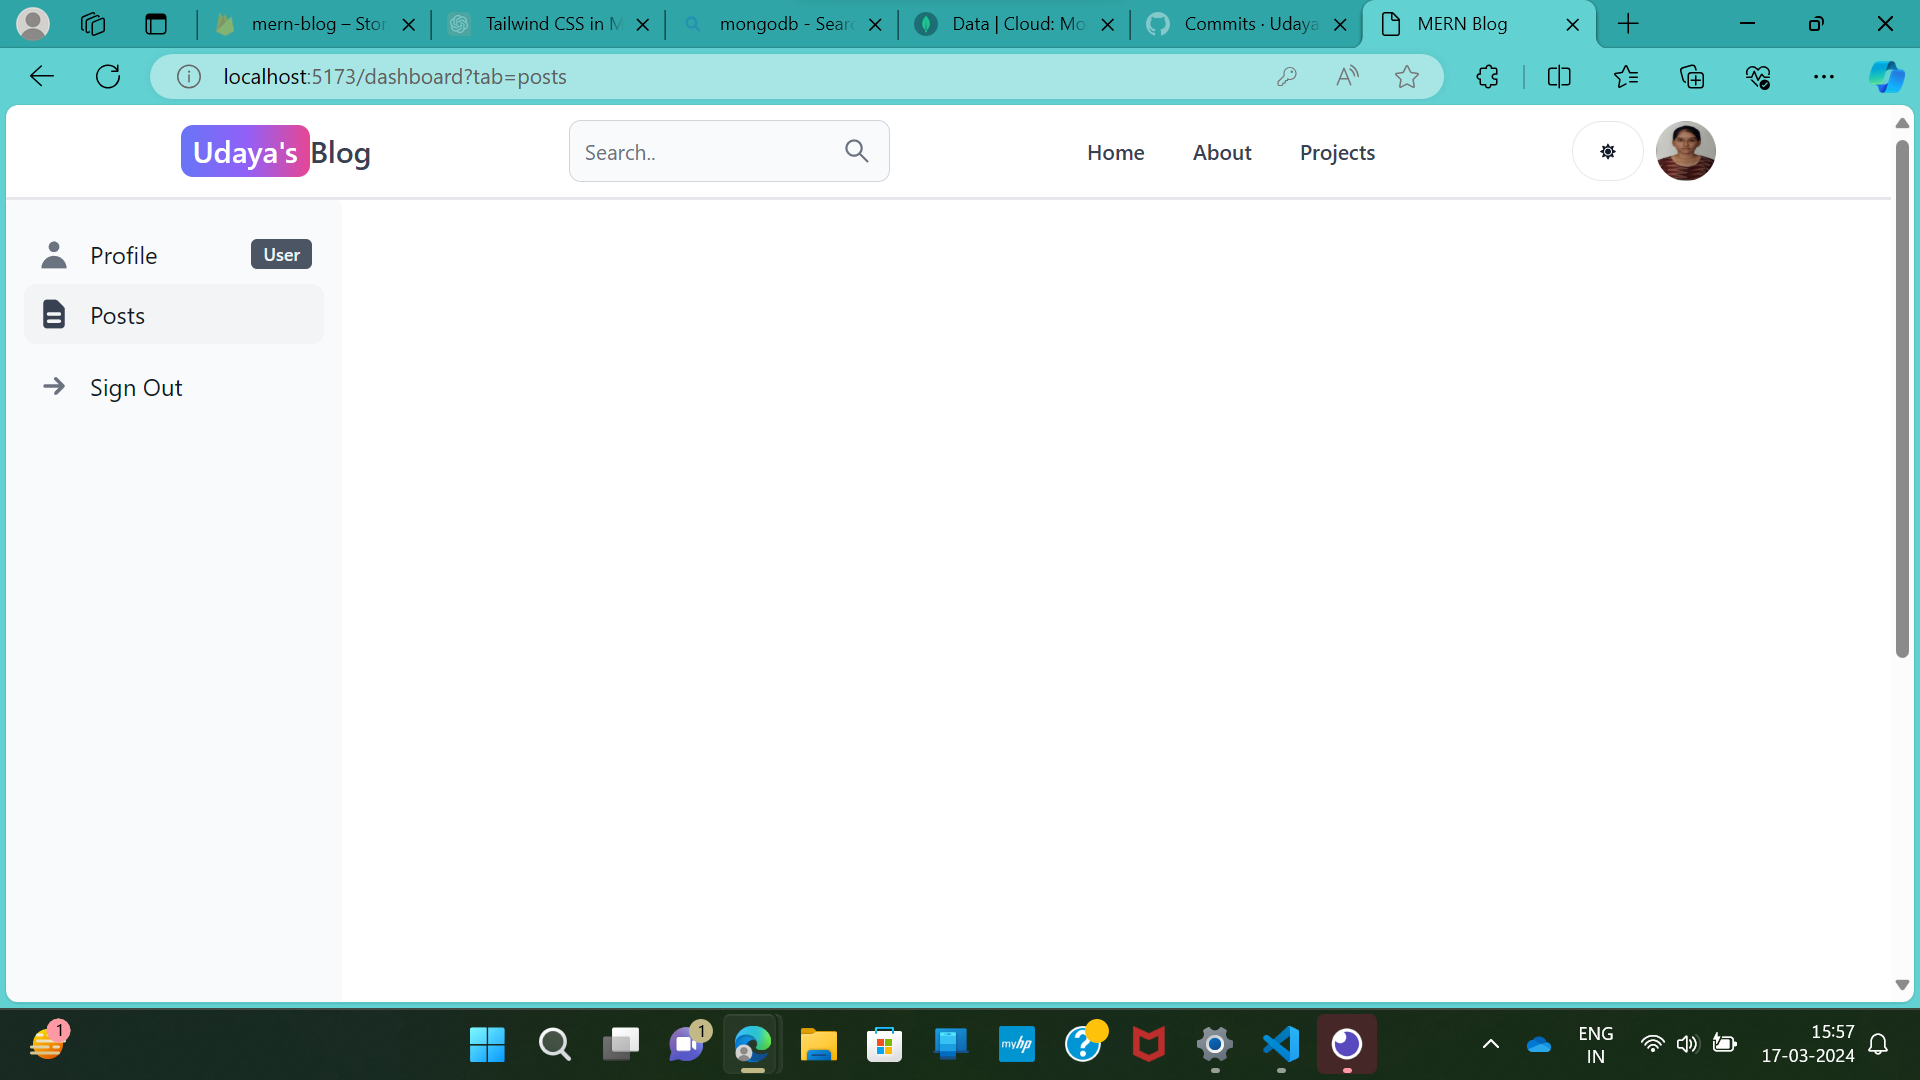 mern-blog – Stor
Tailwind CSS in M
mongodb - Sear
Data | Cloud: Mo
Commits · Udaya
MERN Blog
localhost:5173/dashboard?tab=posts
Udaya's Blog
Search..
Home
About
Projects
Profile
User
Posts
Sign Out
1
1
myhp
ENG
IN
15:57
17-03-2024